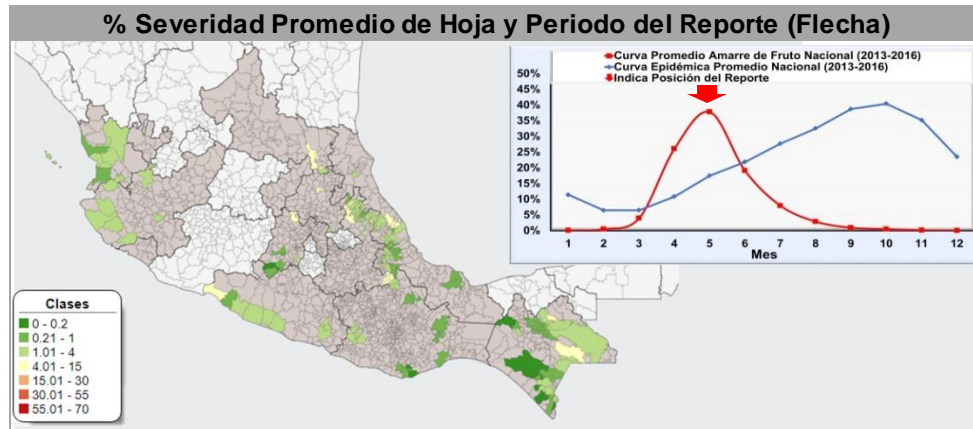 % Severidad Promedio de Hoja y Periodo del Reporte (Flecha)
Curva Promedio Amarre de Fruto Nacional (2013-2016)
Curva Epidémica Promedio Nacional (2013-2016)
Indica Posición del Reporte
50%
45%
40%
35%
30%
25%
20%
15%
10%
5%
0%
1 2 3 4 5 6 7 8 9 10 11 12
Mes
Clases
0 - 0.2
0.21 - 1
1.01 - 4
4.01 - 15
15.01 - 30
30.01 - 55
55.01 - 70